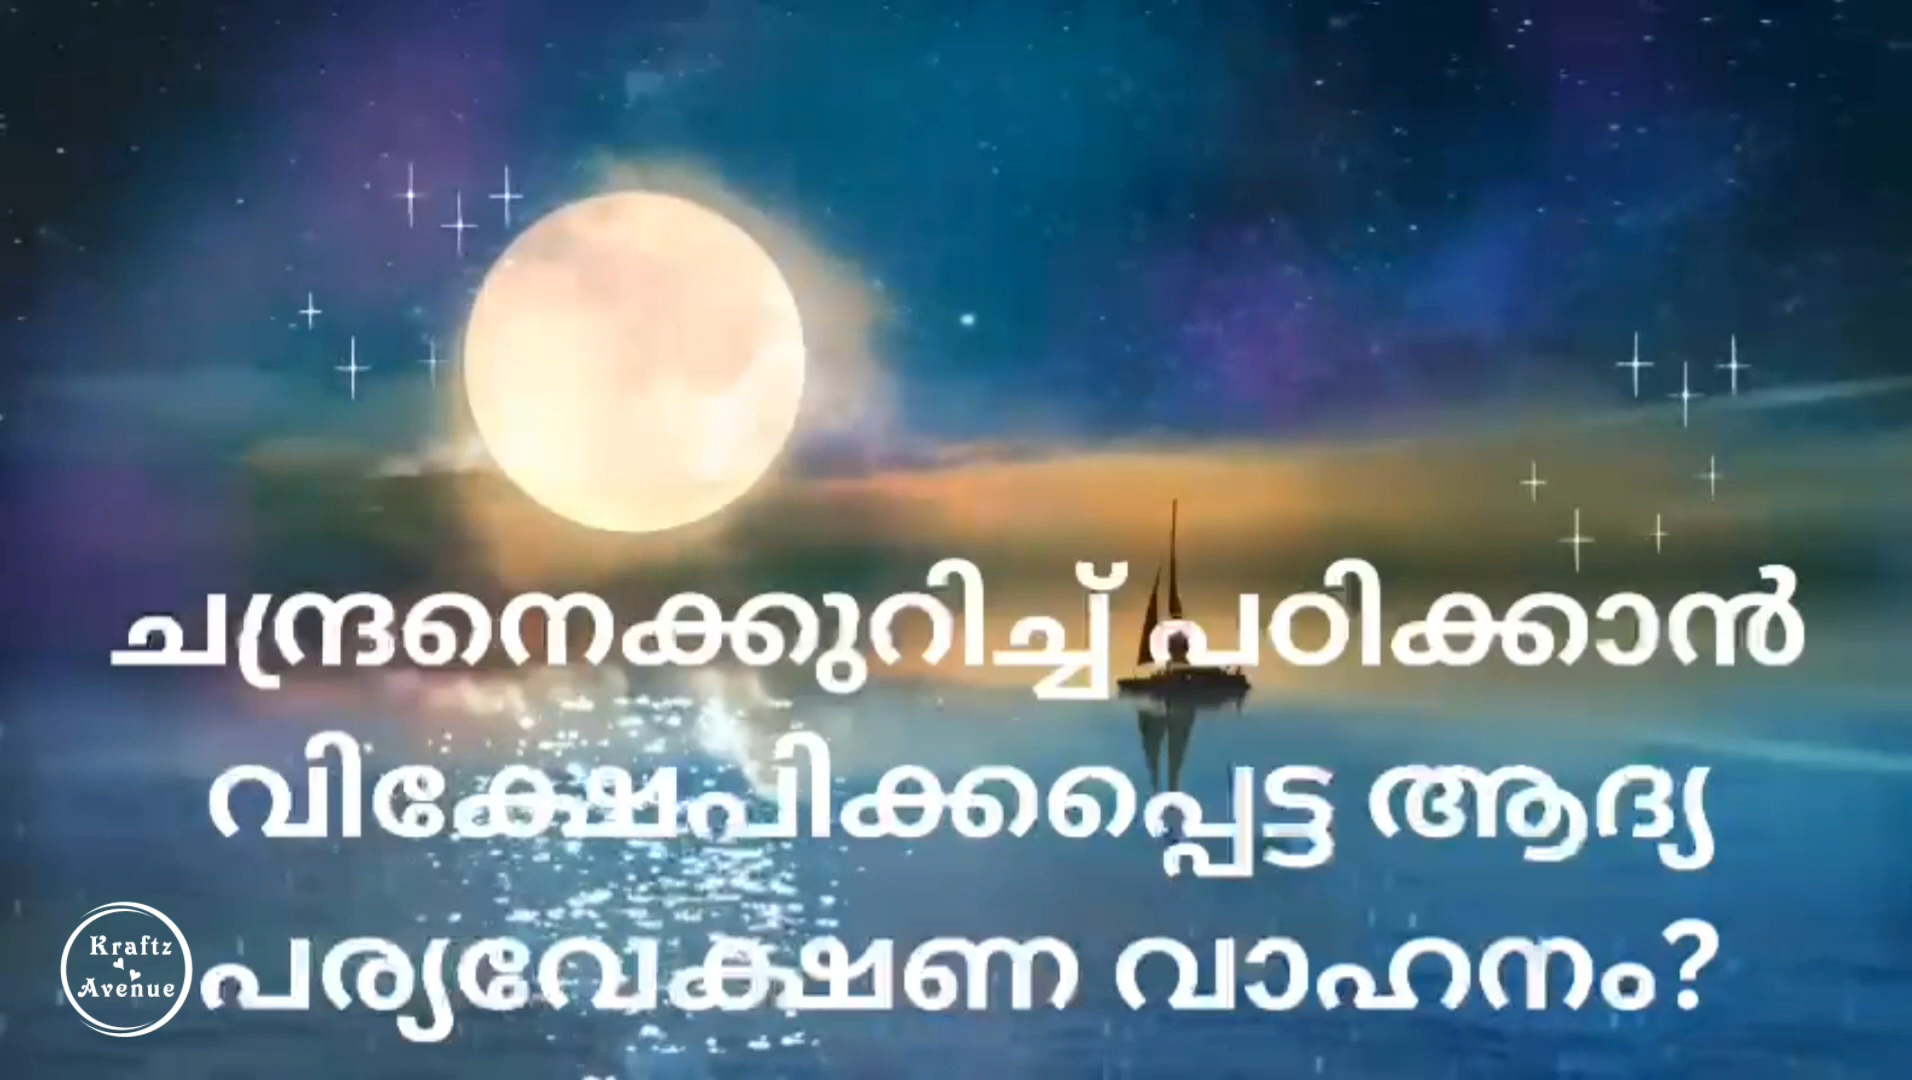 ചന്ദ്രനെക്കുറിച്ച് പഠിക്കാൻ
വിക്ഷേപിക്കപ്പെട്ട ആദ്യ
പര്യവേക്ഷണ വാഹനം?
Kraftz
Avenue